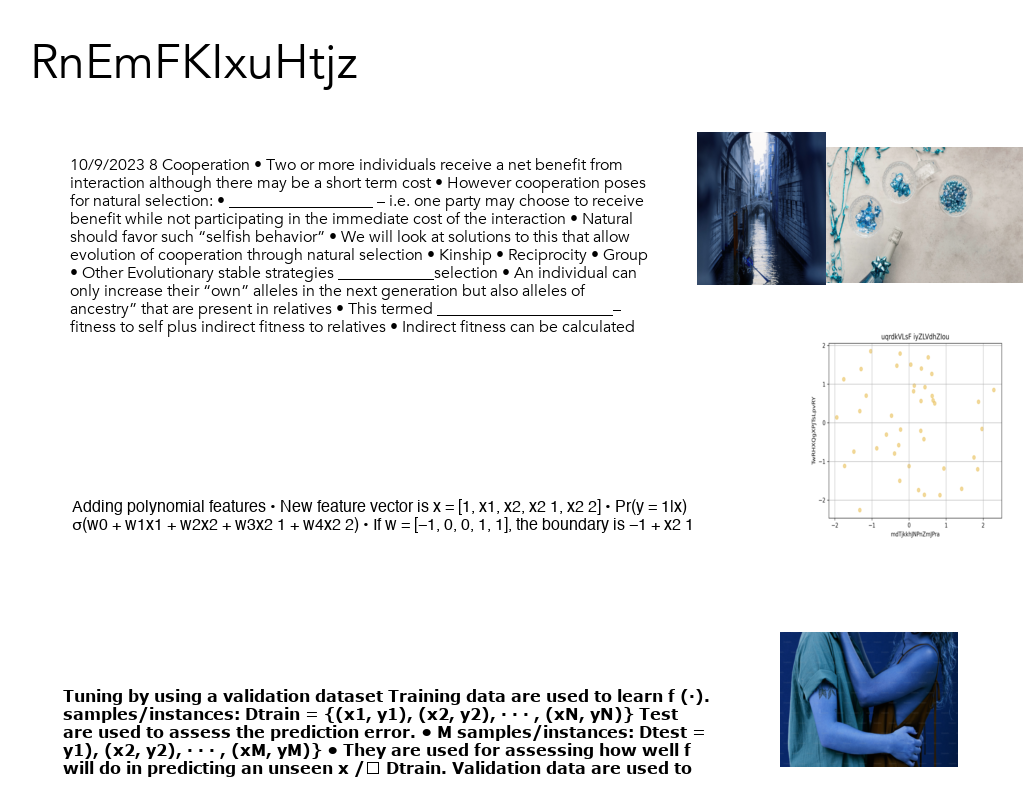 RnEmFKIxuHtjz
10/9/2023 8 Cooperation • Two or more individuals receive a net benefit from
interaction although there may be a short term cost • However cooperation poses
for natural selection: • __________________ – i.e. one party may choose to receive
benefit while not participating in the immediate cost of the interaction • Natural
should favor such “selfish behavior” • We will look at solutions to this that allow
evolution of cooperation through natural selection • Kinship • Reciprocity • Group
• Other Evolutionary stable strategies ____________selection • An individual can
only increase their “own” alleles in the next generation but also alleles of
ancestry” that are present in relatives • This termed ______________________–
fitness to self plus indirect fitness to relatives • Indirect fitness can be calculated
uqrdkVLsF iyZLVdhZIou
2
1
0
−1
−2
−2 −1 0 1 2
mdTjkkhJNPnZmJPra
Adding polynomial features • New feature vector is x = [1, x1, x2, x2 1, x2 2] • Pr(y = 1|x)
σ(w0 + w1x1 + w2x2 + w3x2 1 + w4x2 2) • If w = [−1, 0, 0, 1, 1], the boundary is −1 + x2 1
Tuning by using a validation dataset Training data are used to learn f (·).
samples/instances: Dtrain = {(x1, y1), (x2, y2), · · · , (xN, yN)} Test
are used to assess the prediction error. • M samples/instances: Dtest =
y1), (x2, y2), · · · , (xM, yM)} • They are used for assessing how well f
will do in predicting an unseen x /□ Dtrain. Validation data are used to